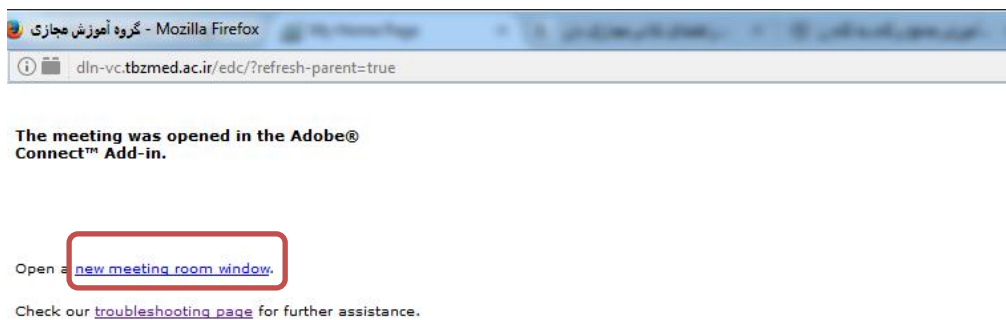 گروه آموزش مجازی - Mozilla Firefox
dln-vc.tbzmed.ac.ir/edc/?refresh-parent=true
The meeting was opened in the Adobe®
Connect™ Add-in.
Open a new meeting room window.
Check our troubleshooting page for further assistance.